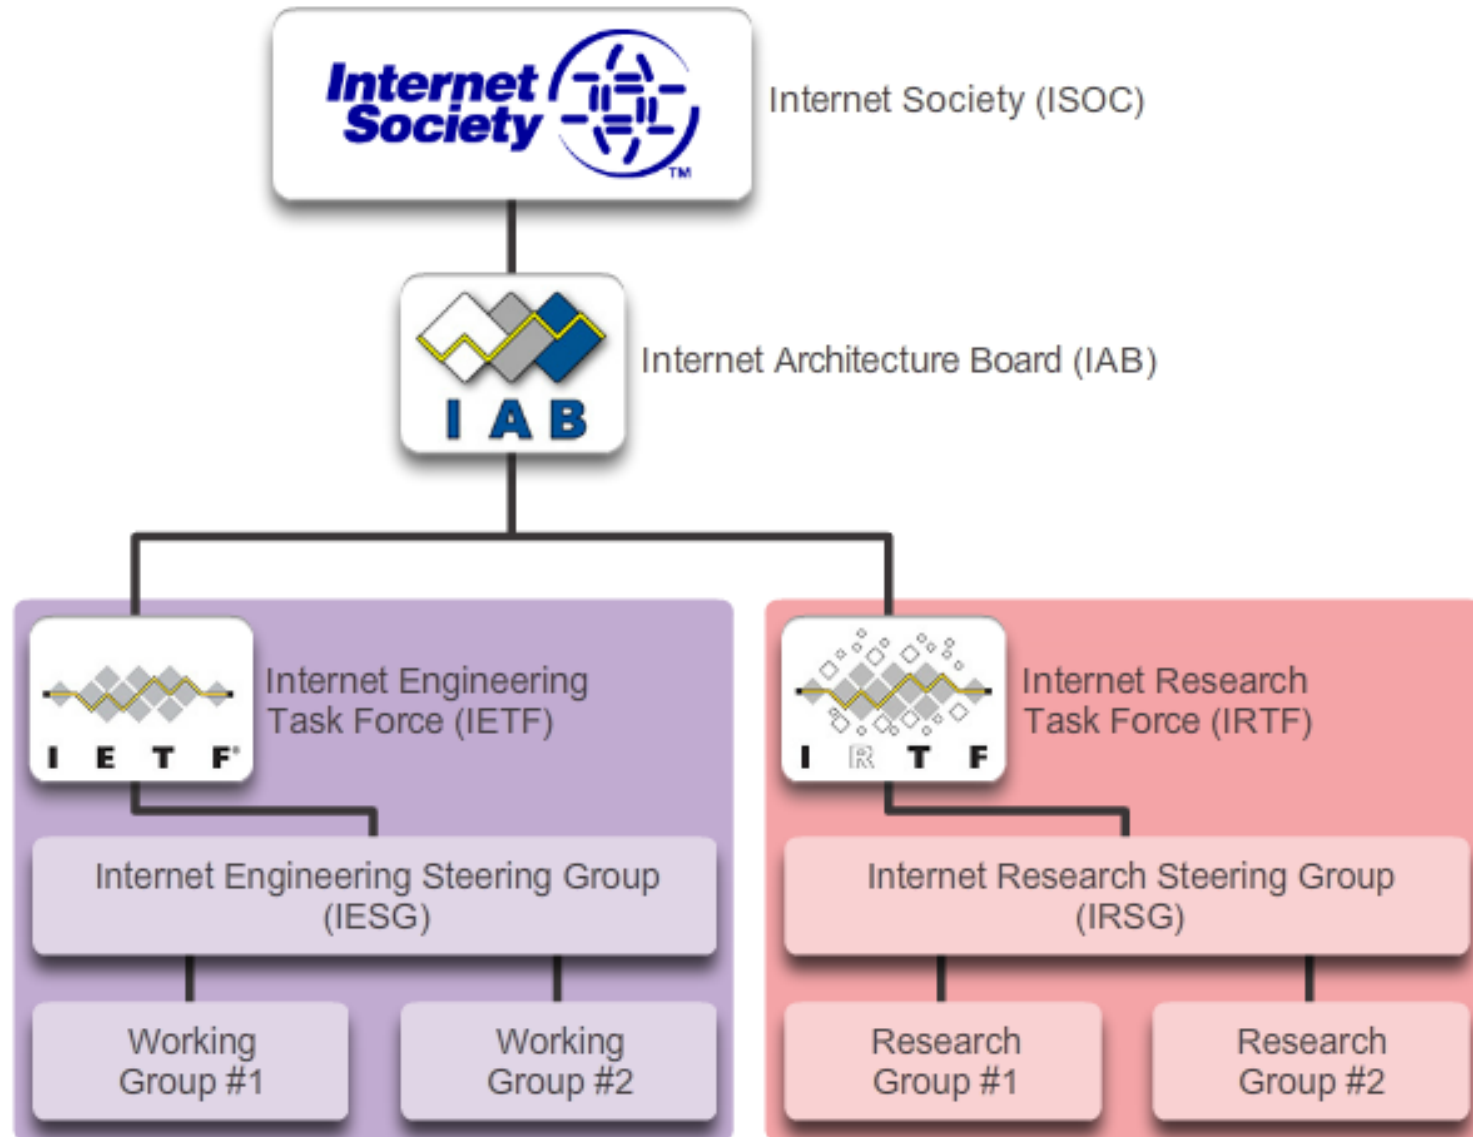 Internet
Society
TM
Internet Society (ISOC)
I A B
Internet Architecture Board (IAB)
I E T F®
Internet Engineering
Task Force (IETF)
I R T F
Internet Research
Task Force (IRTF)
Internet Engineering Steering Group
(IESG)
Internet Research Steering Group
(IRSG)
Working
Group #1
Working
Group #2
Research
Group #1
Research
Group #2